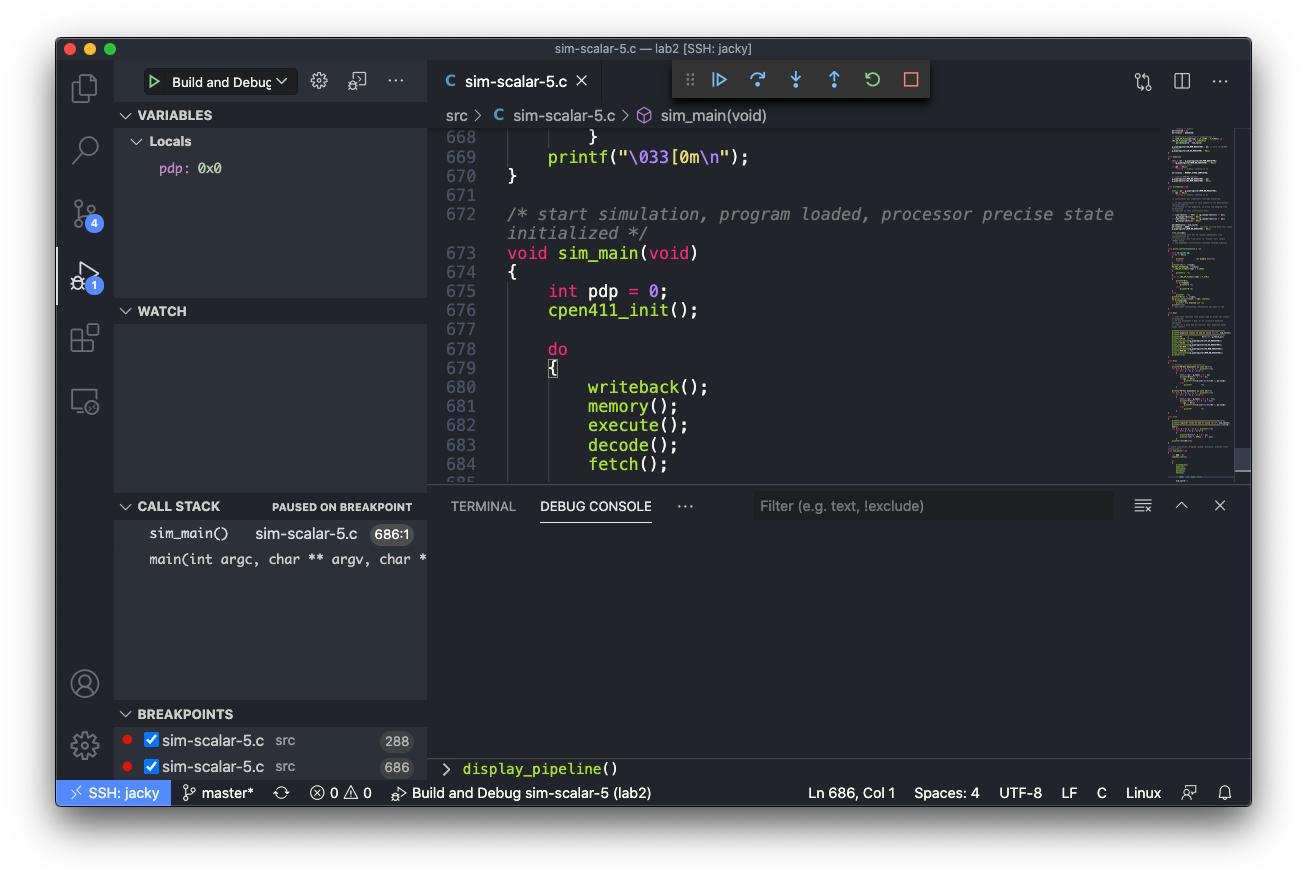 sim-scalar-5.c — lab2 [SSH: jacky]
Build and Debug
VARIABLES
Locals
pdp: 0x0
WATCH
CALL STACK
PAUSED ON BREAKPOINT
sim_main() sim-scalar-5.c 686:1
main(int argc, char ** argv, char *
BREAKPOINTS
sim-scalar-5.c src 288
sim-scalar-5.c src 686
4
1
C sim-scalar-5.c
src > C sim-scalar-5.c > sim_main(void)
668 }
669 printf("\033[0m\n");
670 }
671
672 /* start simulation, program loaded, processor precise state
initialized */
673 void sim_main(void)
674 {
675 int pdp = 0;
676 cpen411_init();
677
678 do
679 {
680 writeback();
681 memory();
682 execute();
683 decode();
684 fetch();
685
TERMINAL DEBUG CONSOLE ··· Filter (e.g. text, !exclude)
> display_pipeline()
SSH: jacky master* 0 0 Build and Debug sim-scalar-5 (lab2) Ln 686, Col 1 Spaces: 4 UTF-8 LF C Linux